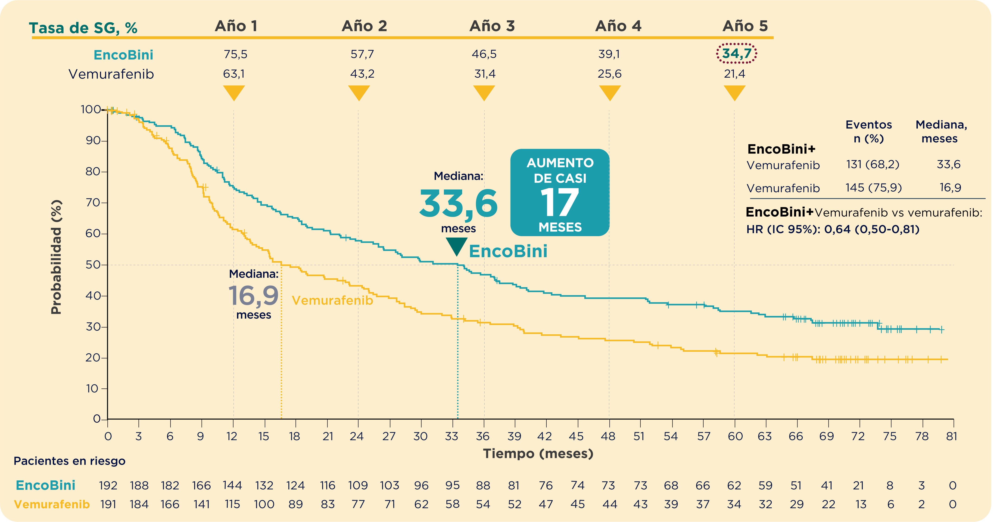 Tasa de SG, % Año 1 Año 2 Año 3 Año 4 Año 5
EncoBini 75,5 57,7 46,5 39,1 34,7
Vemurafenib 63,1 43,2 31,4 25,6 21,4
Eventos n (%) Mediana, meses
EncoBini+
Vemurafenib 131 (68,2) 33,6
Vemurafenib 145 (75,9) 16,9
EncoBini+Vemurafenib vs vemurafenib:
HR (IC 95%): 0,64 (0,50-0,81)
Mediana:
33,6
meses
AUMENTO
DE CASI
17
MESES
EncoBini
Mediana:
16,9
meses
Vemurafenib
Probabilidad (%)
100
90
80
70
60
50
40
30
20
10
0
0 3 6 9 12 15 18 21 24 27 30 33 36 39 42 45 48 51 54 57 60 63 66 69 72 75 78 81
Tiempo (meses)
Pacientes en riesgo
EncoBini 192 188 182 166 144 132 124 116 109 103 96 95 88 81 76 74 73 73 68 66 62 59 51 41 21 8 3 0
Vemurafenib 191 184 166 141 115 100 89 83 77 71 62 58 54 52 47 45 44 43 39 37 34 32 29 22 13 6 2 0